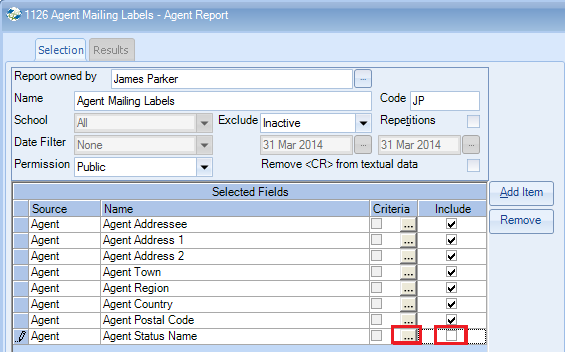 1126 Agent Mailing Labels - Agent Report
Selection Results
Report owned by James Parker ...
Name Agent Mailing Labels Code JP
School All Exclude Inactive Repetitions
Date Filter None 31 Mar 2014 ... 31 Mar 2014 ...
Permission Public Remove <CR> from textual data
Selected Fields
Add Item
Source Name Criteria Include
Remove
Agent Agent Addressee ...
Agent Agent Address 1 ...
Agent Agent Address 2 ...
Agent Agent Town ...
Agent Agent Region ...
Agent Agent Country ...
Agent Agent Postal Code ...
Agent Agent Status Name ...